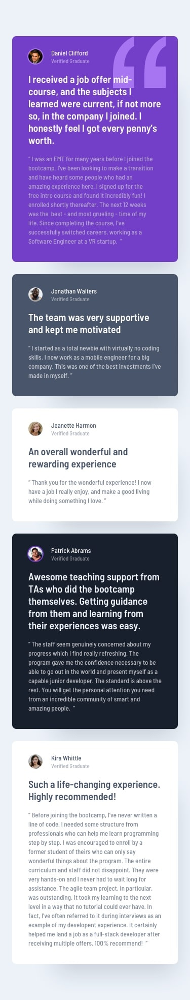 Daniel Clifford
Verified Graduate
I received a job offer mid-
course, and the subjects I
learned were current, if not more
so, in the company I joined. I
honestly feel I got every penny’s
worth.
“ I was an EMT for many years before I joined the
bootcamp. I’ve been looking to make a transition
and have heard some people who had an
amazing experience here. I signed up for the
free intro course and found it incredibly fun! I
enrolled shortly thereafter. The next 12 weeks
was the best - and most grueling - time of my
life. Since completing the course, I’ve
successfully switched careers, working as a
Software Engineer at a VR startup. ”
Jonathan Walters
Verified Graduate
The team was very supportive
and kept me motivated
“ I started as a total newbie with virtually no coding
skills. I now work as a mobile engineer for a big
company. This was one of the best investments I’ve
made in myself. ”
Jeanette Harmon
Verified Graduate
An overall wonderful and
rewarding experience
“ Thank you for the wonderful experience! I now
have a job I really enjoy, and make a good living
while doing something I love. ”
Patrick Abrams
Verified Graduate
Awesome teaching support from
TAs who did the bootcamp
themselves. Getting guidance
from them and learning from
their experiences was easy.
“ The staff seem genuinely concerned about my
progress which I find really refreshing. The
program gave me the confidence necessary to be
able to go out in the world and present myself as a
capable junior developer. The standard is above the
rest. You will get the personal attention you need
from an incredible community of smart and
amazing people. ”
Kira Whittle
Verified Graduate
Such a life-changing experience.
Highly recommended!
“ Before joining the bootcamp, I’ve never written a
line of code. I needed some structure from
professionals who can help me learn programming
step by step. I was encouraged to enroll by a
former student of theirs who can only say
wonderful things about the program. The entire
curriculum and staff did not disappoint. They were
very hands-on and I never had to wait long for
assistance. The agile team project, in particular,
was outstanding. It took my learning to the next
level in a way that no tutorial could ever have. In
fact, I’ve often referred to it during interviews as an
example of my developent experience. It certainly
helped me land a job as a full-stack developer after
receiving multiple offers. 100% recommend! ”